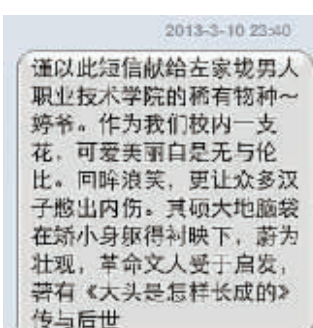 2013-3-10 23:40
谨以此短信献给左家垅男人
职业技术学院的稀有物种～
婷爷。作为我们校内一支
花，可爱美丽自是无与伦
比。回眸浪笑，更让众多汉
子憋出内伤。其硕大地脑袋
在娇小身躯得衬映下，蔚为
壮观，革命文人受于启发，
著有《大头是怎样长成的》
传与后世